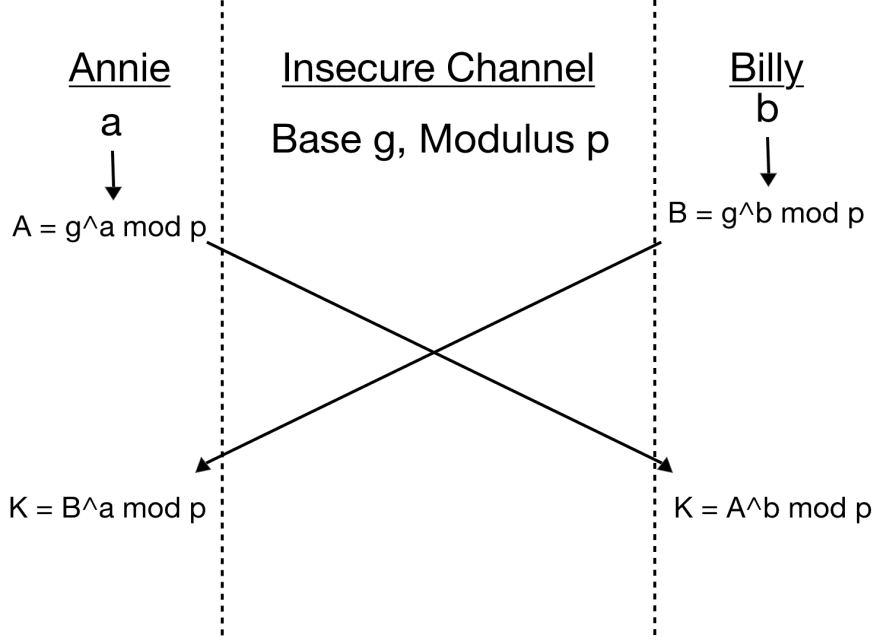 Annie
Insecure Channel
Billy
a
Base g, Modulus p
b
A = g^a mod p
B = g^b mod p
K = B^a mod p
K = A^b mod p